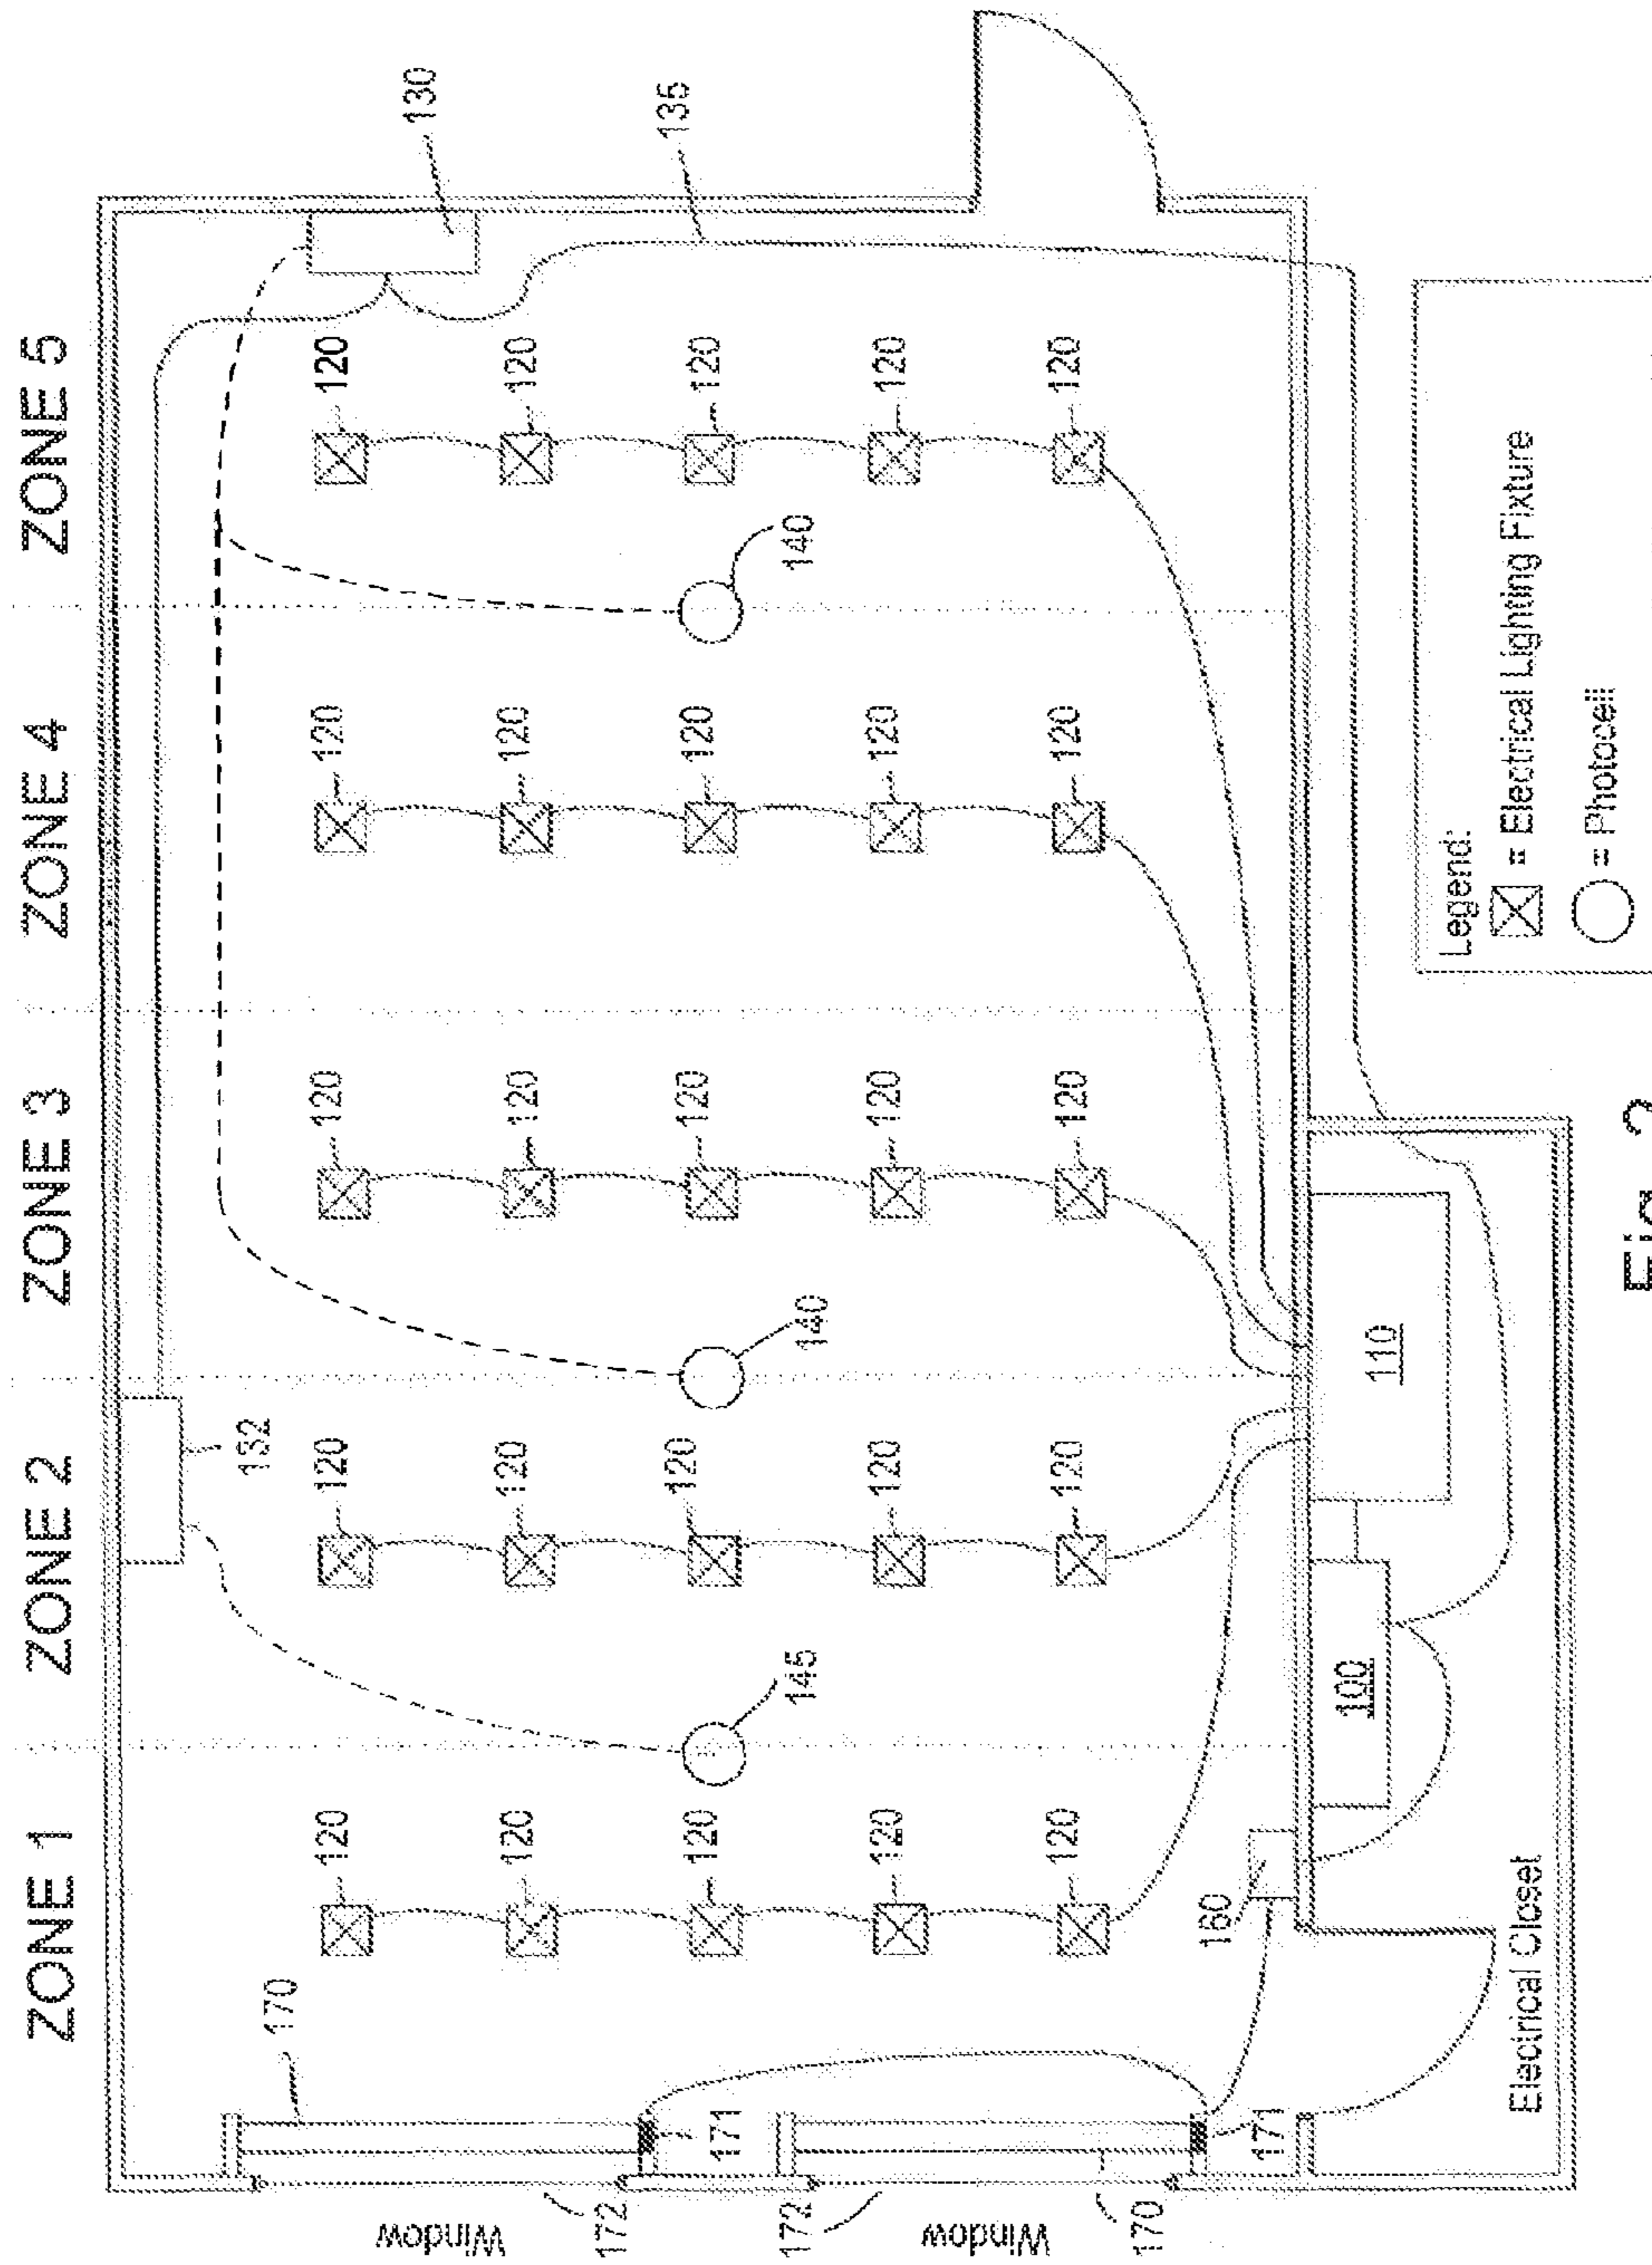 ZONE 1
ZONE 2
ZONE 3
ZONE 4
ZONE 5
170
132
130
120 120 120 120 120
Window
120 120 120 120 120
172
135
120 120 120 120 120
171
172
145
140
140
120 120 120 120 120
Window
120 120 120 120 120
170
171
160
100
110
Electrical Closet
Legend:
= Electrical Lighting Fixture
= Photocell
Fig.